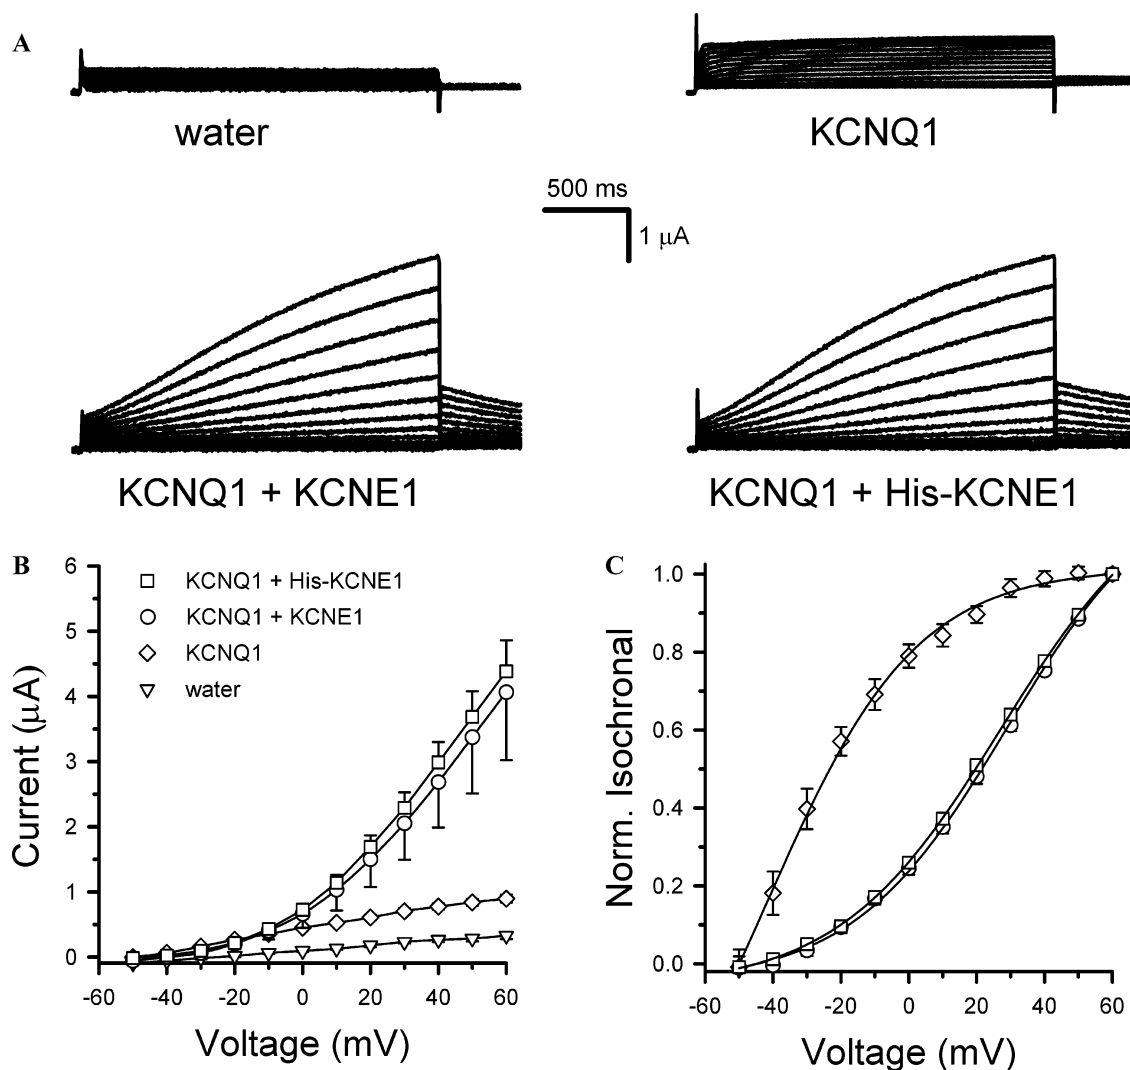 A
water
KCNQ1
500 ms
1 μA
KCNQ1 + KCNE1
KCNQ1 + His-KCNE1
B
6
5
4
3
2
1
0
Current (μA)
KCNQ1 + His-KCNE1
KCNQ1 + KCNE1
KCNQ1
water
-60 -40 -20 0 20 40 60
Voltage (mV)
C
1.0
0.8
0.6
0.4
0.2
0.0
Norm. Isochronal
-60 -40 -20 0 20 40 60
Voltage (mV)